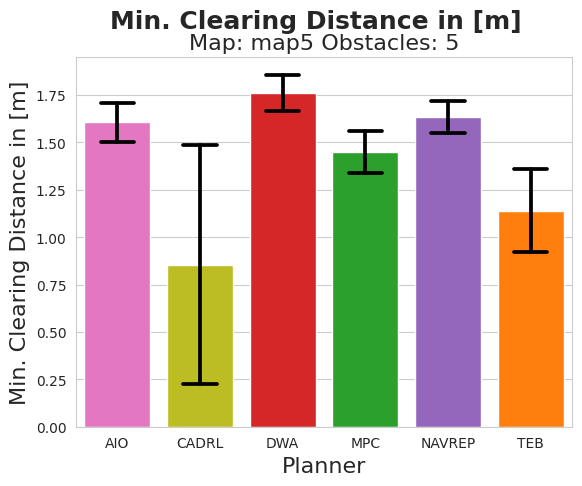 Min. Clearing Distance in [m]
Map: map5 Obstacles: 5
Min. Clearing Distance in [m]
1.75
1.50
1.25
1.00
0.75
0.50
0.25
0.00
AIO CADRL DWA MPC NAVREP TEB
Planner